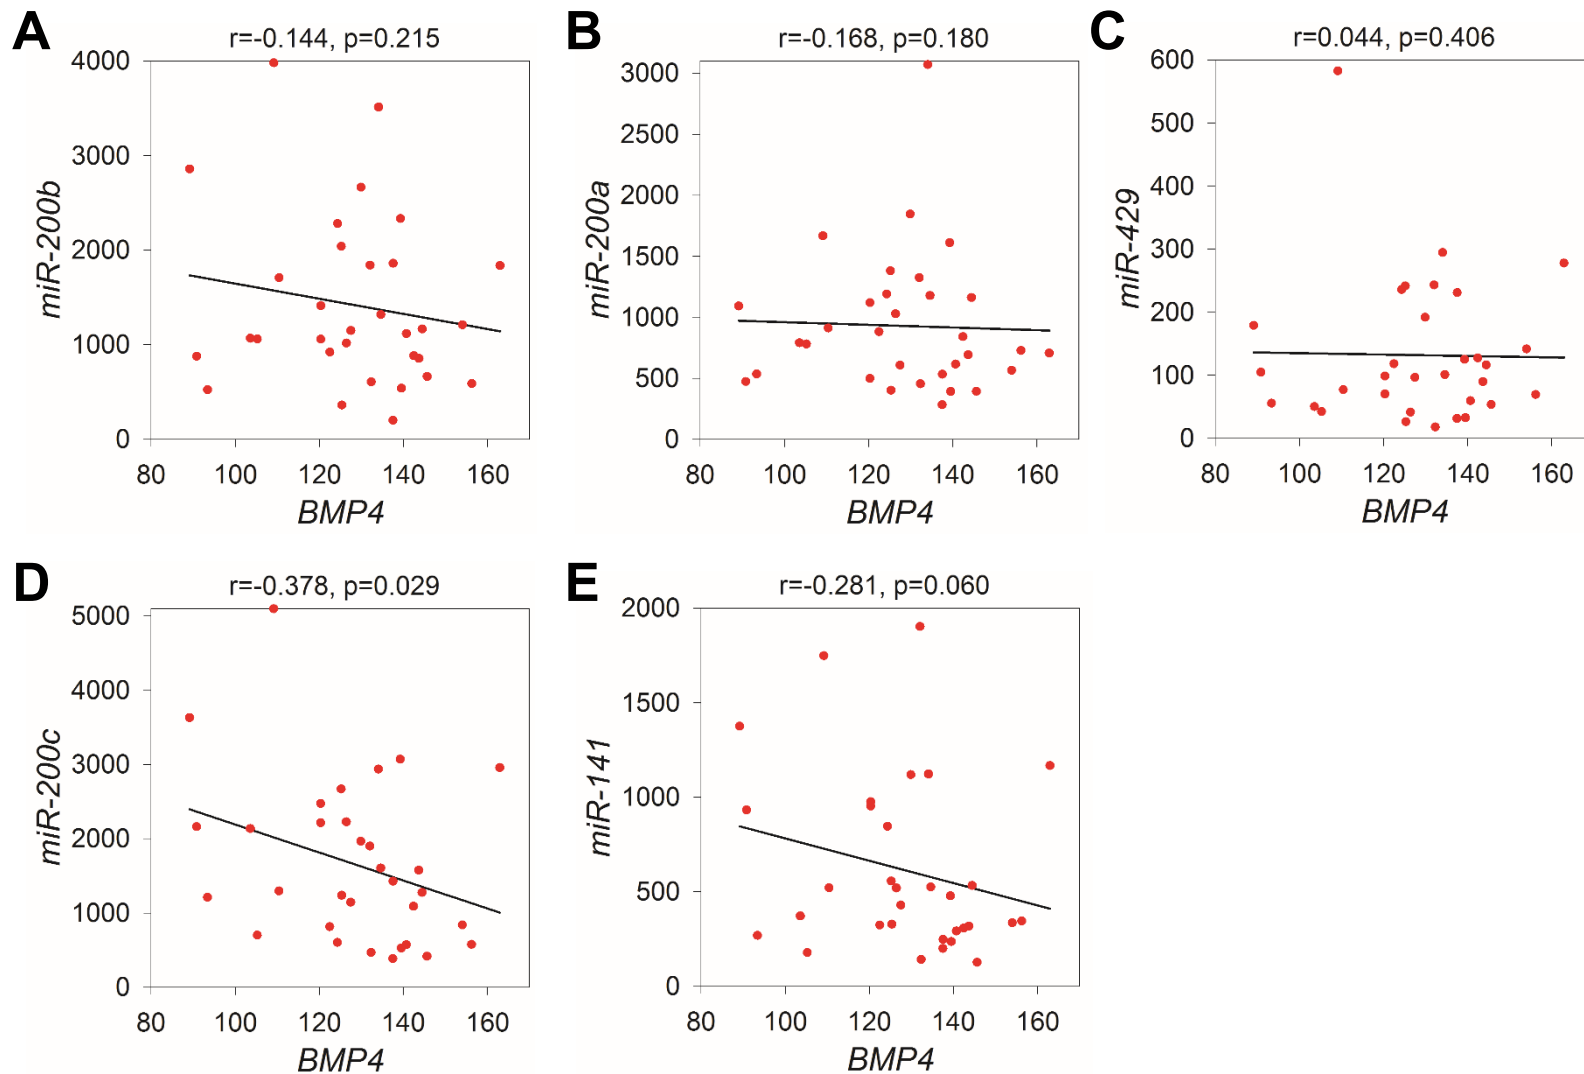 A
r=-0.144, p=0.215
4000
3000
2000
1000
0
miR-200b
80 100 120 140 160
BMP4
B
r=-0.168, p=0.180
3000
2500
2000
1500
1000
500
0
miR-200a
80 100 120 140 160
BMP4
C
r=0.044, p=0.406
600
500
400
300
200
100
0
miR-429
80 100 120 140 160
BMP4
D
r=-0.378, p=0.029
5000
4000
3000
2000
1000
0
miR-200c
80 100 120 140 160
BMP4
E
r=-0.281, p=0.060
2000
1500
1000
500
0
miR-141
80 100 120 140 160
BMP4